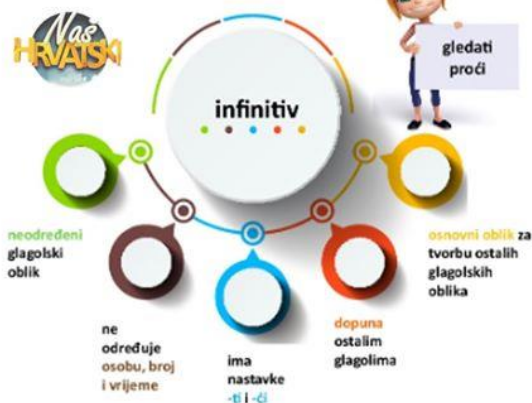 Naš
HRVATSKI
gledati
proći
infinitiv
neodređeni
glagolski
oblik
ne
određuje
osobu, broj
i vrijeme
ima
nastavke
-ti i -ći
dopuna
ostalim
glagolima
osnovni oblik za
tvorbu ostalih
glagolskih
oblika